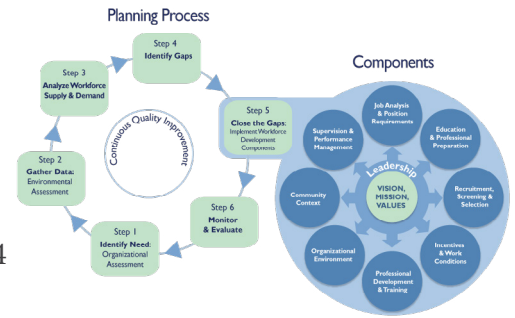 Planning Process
Step 4
Identify Gaps
Step 3
Analyze Workforce
Supply & Demand
Step 5
Close the Gaps:
Implement Workforce
Development
Components
Continuous Quality Improvement
Step 2
Gather Data:
Environmental
Assessment
Step 6
Monitor
& Evaluate
Step 1
Identify Need:
Organizational
Assessment
4
Components
Job Analysis
& Position
Requirements
Supervision &
Performance
Management
Education
& Professional
Preparation
Leadership
VISION,
MISSION,
VALUES
Community
Context
Recruitment,
Screening &
Selection
Organizational
Environment
Incentives
& Work
Conditions
Professional
Development
& Training